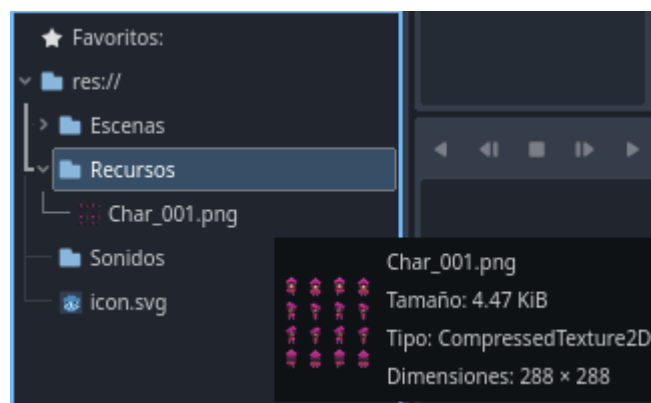 Favoritos:
res://
Escenas
Recursos
Char_001.png
Sonidos
icon.svg
Char_001.png
Tamaño: 4.47 KiB
Tipo: CompressedTexture2D
Dimensiones: 288 × 288